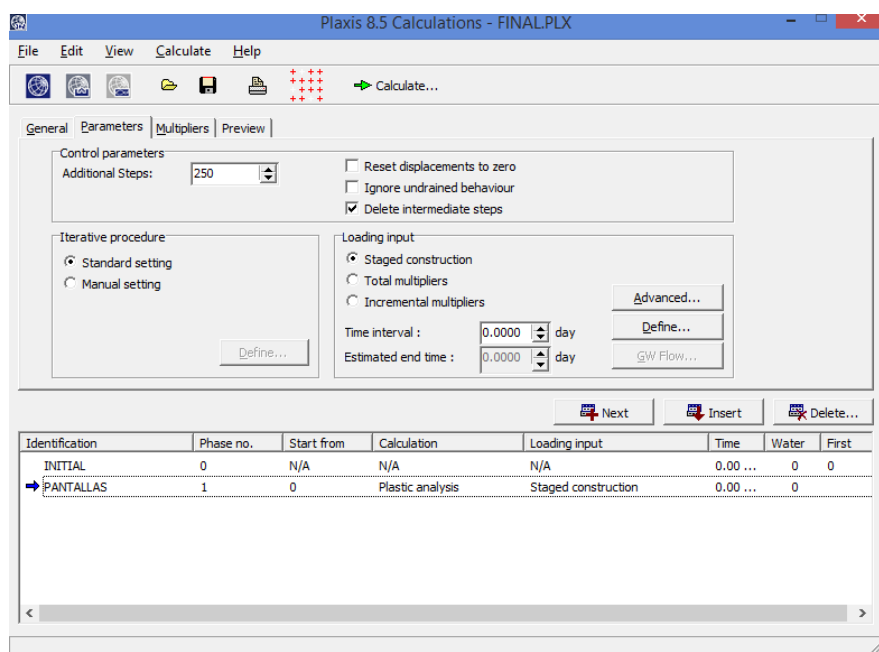 Plaxis 8.5 Calculations - FINAL.PLX
File Edit View Calculate Help
Calculate...
General Parameters Multipliers Preview
Control parameters
Additional Steps: 250
Reset displacements to zero
Ignore undrained behaviour
Delete intermediate steps
Iterative procedure
Standard setting
Manual setting
Define...
Loading input
Staged construction
Total multipliers
Incremental multipliers
Advanced...
Time interval : 0.0000 day Define...
Estimated end time : 0.0000 day GW Flow...
Next Insert Delete...
Identification Phase no. Start from Calculation Loading input Time Water First
INITIAL 0 N/A N/A N/A 0.00 ... 0 0
PANTALLAS 1 0 Plastic analysis Staged construction 0.00 ... 0